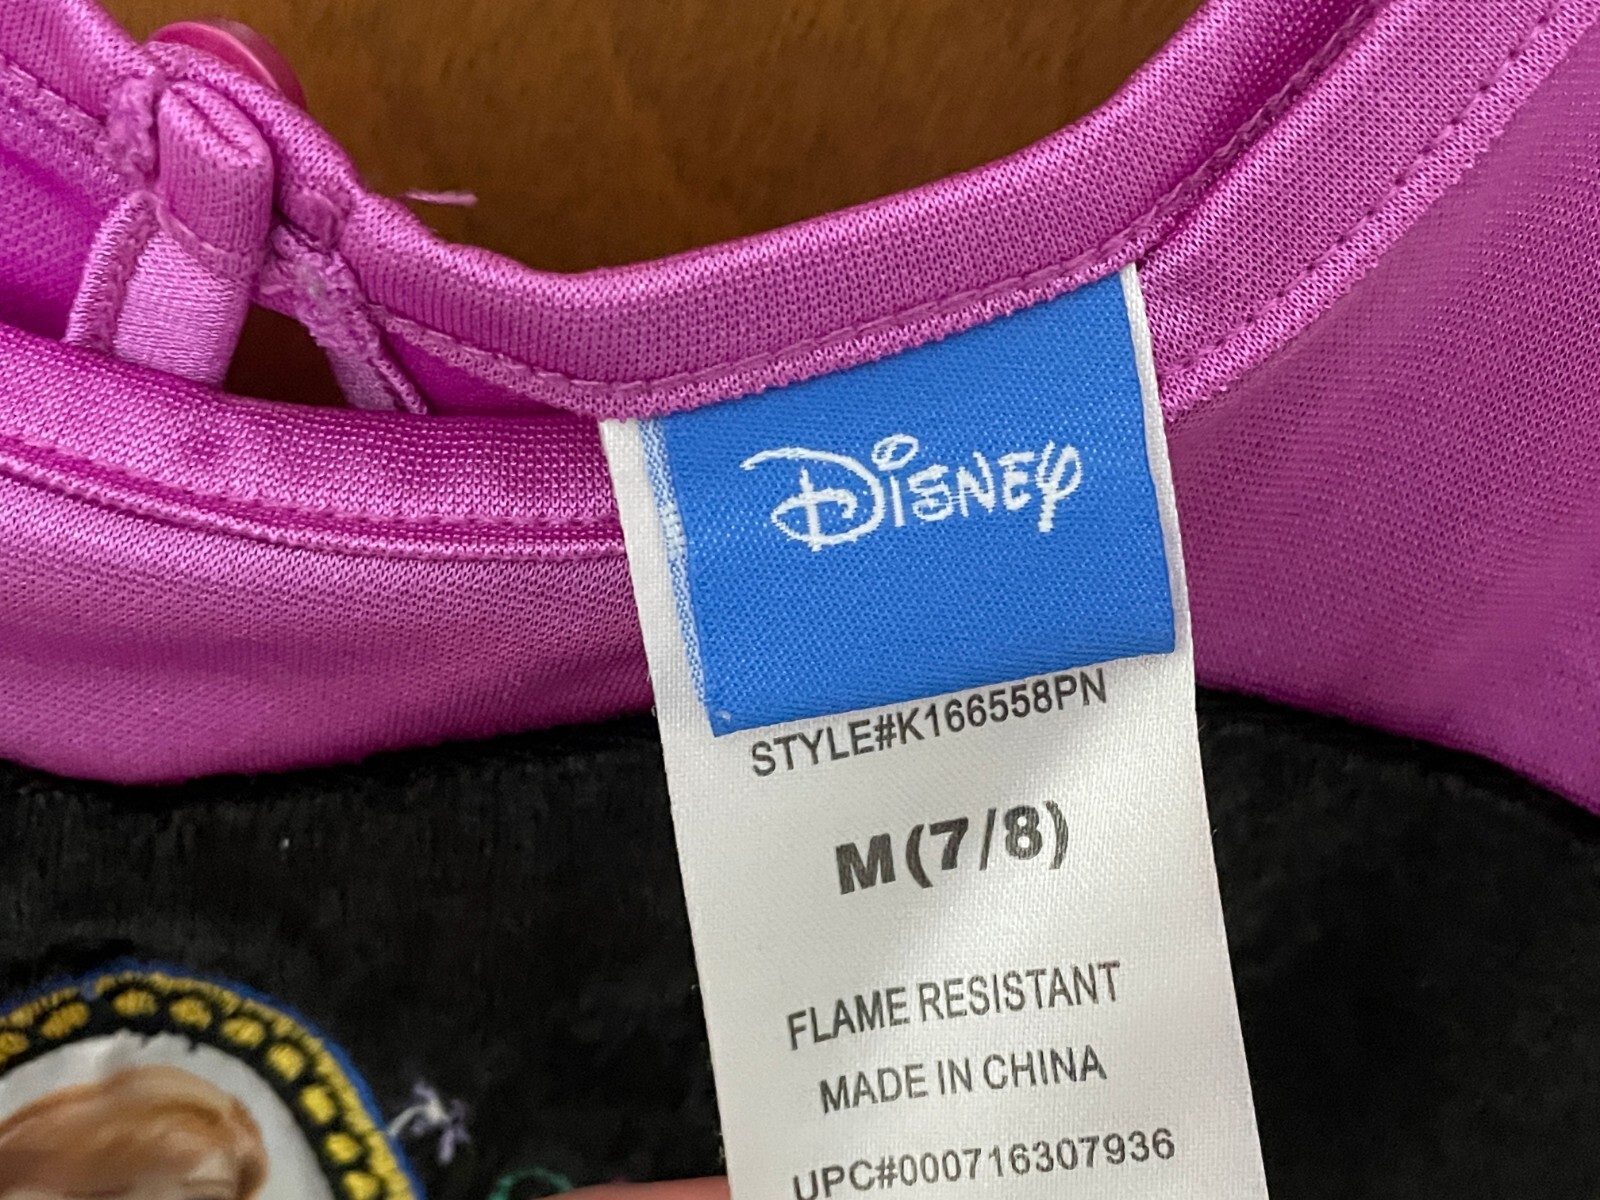 DISNEY
STYLE#K166558PN
M(7/8)
FLAME RESISTANT
MADE IN CHINA
UPC#000716307936